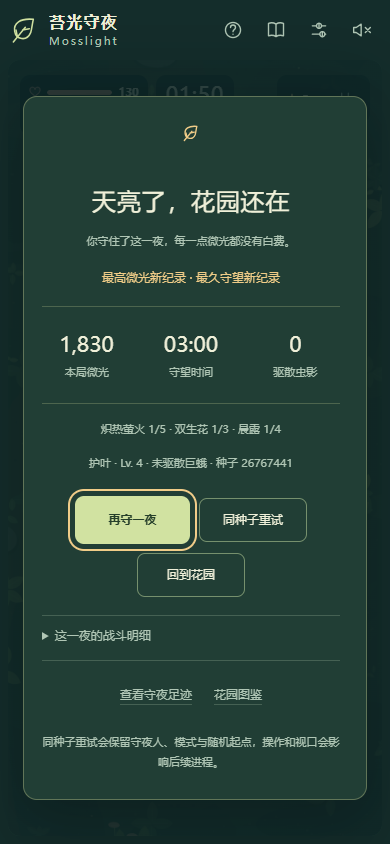 苔光守夜
Mosslight
130
01:50
天亮了，花园还在
你守住了这一夜，每一点微光都没有白费。
最高微光新纪录 · 最久守望新纪录
1,830 03:00 0
本局微光 守望时间 驱散虫影
炽热萤火 1/5 · 双生花 1/3 · 晨露 1/4
护叶 · Lv. 4 · 未驱散巨蛾 · 种子 26767441
再守一夜 同种子重试
回到花园
这一夜的战斗明细
查看守夜足迹 花园图鉴
同种子重试会保留守夜人、模式与随机起点，操作和视口会影
响后续进程。